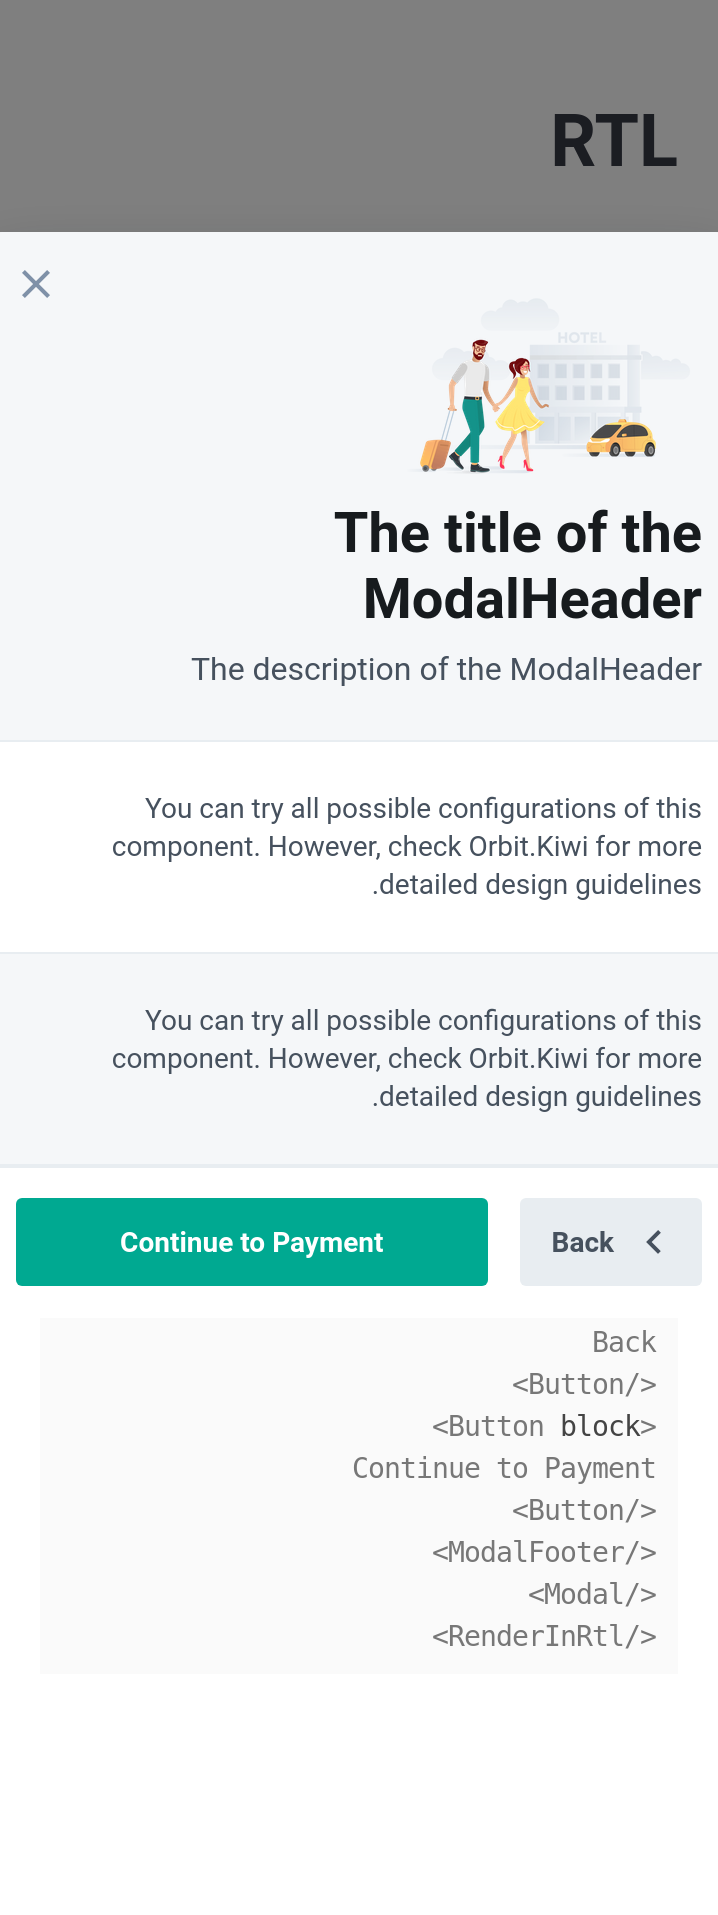 RTL
HOTEL
The title of the
ModalHeader
The description of the ModalHeader
You can try all possible configurations of this
component. However, check Orbit.Kiwi for more
.detailed design guidelines
You can try all possible configurations of this
component. However, check Orbit.Kiwi for more
.detailed design guidelines
Continue to Payment
Back
Back
<Button/>
<Button block>
Continue to Payment
<Button/>
<ModalFooter/>
<Modal/>
<RenderInRtl/>